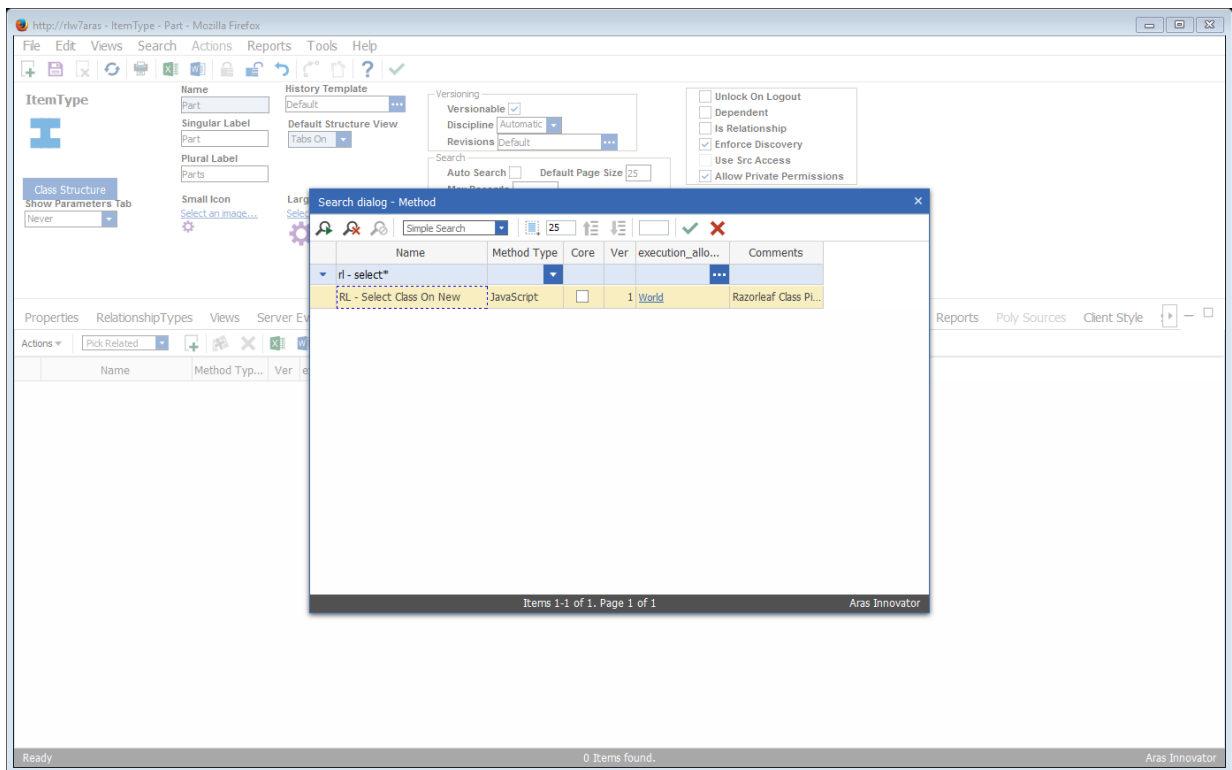 http://rlw7aras - ItemType - Part - Mozilla Firefox
File Edit Views Search Actions Reports Tools Help
ItemType
Name
Part
Singular Label
Part
Plural Label
Parts
Small Icon
Select an image...
Class Structure
Show Parameters Tab
Never
History Template
Default
Default Structure View
Tabs On
Versioning
Versionable
Discipline Automatic
Revisions Default
Search
Auto Search Default Page Size 25
Unlock On Logout
Dependent
Is Relationship
Enforce Discovery
Use Src Access
Allow Private Permissions
Search dialog - Method
Simple Search 25
Name Method Type Core Ver execution_allo... Comments
rl - select*
RL - Select Class On New JavaScript 1 World Razorleaf Class Pi...
Items 1-1 of 1. Page 1 of 1 Aras Innovator
Properties RelationshipTypes Views Server Ev Reports Poly Sources Client Style
Actions Pick Related
Name Method Typ... Ver
Ready 0 Items found. Aras Innovator